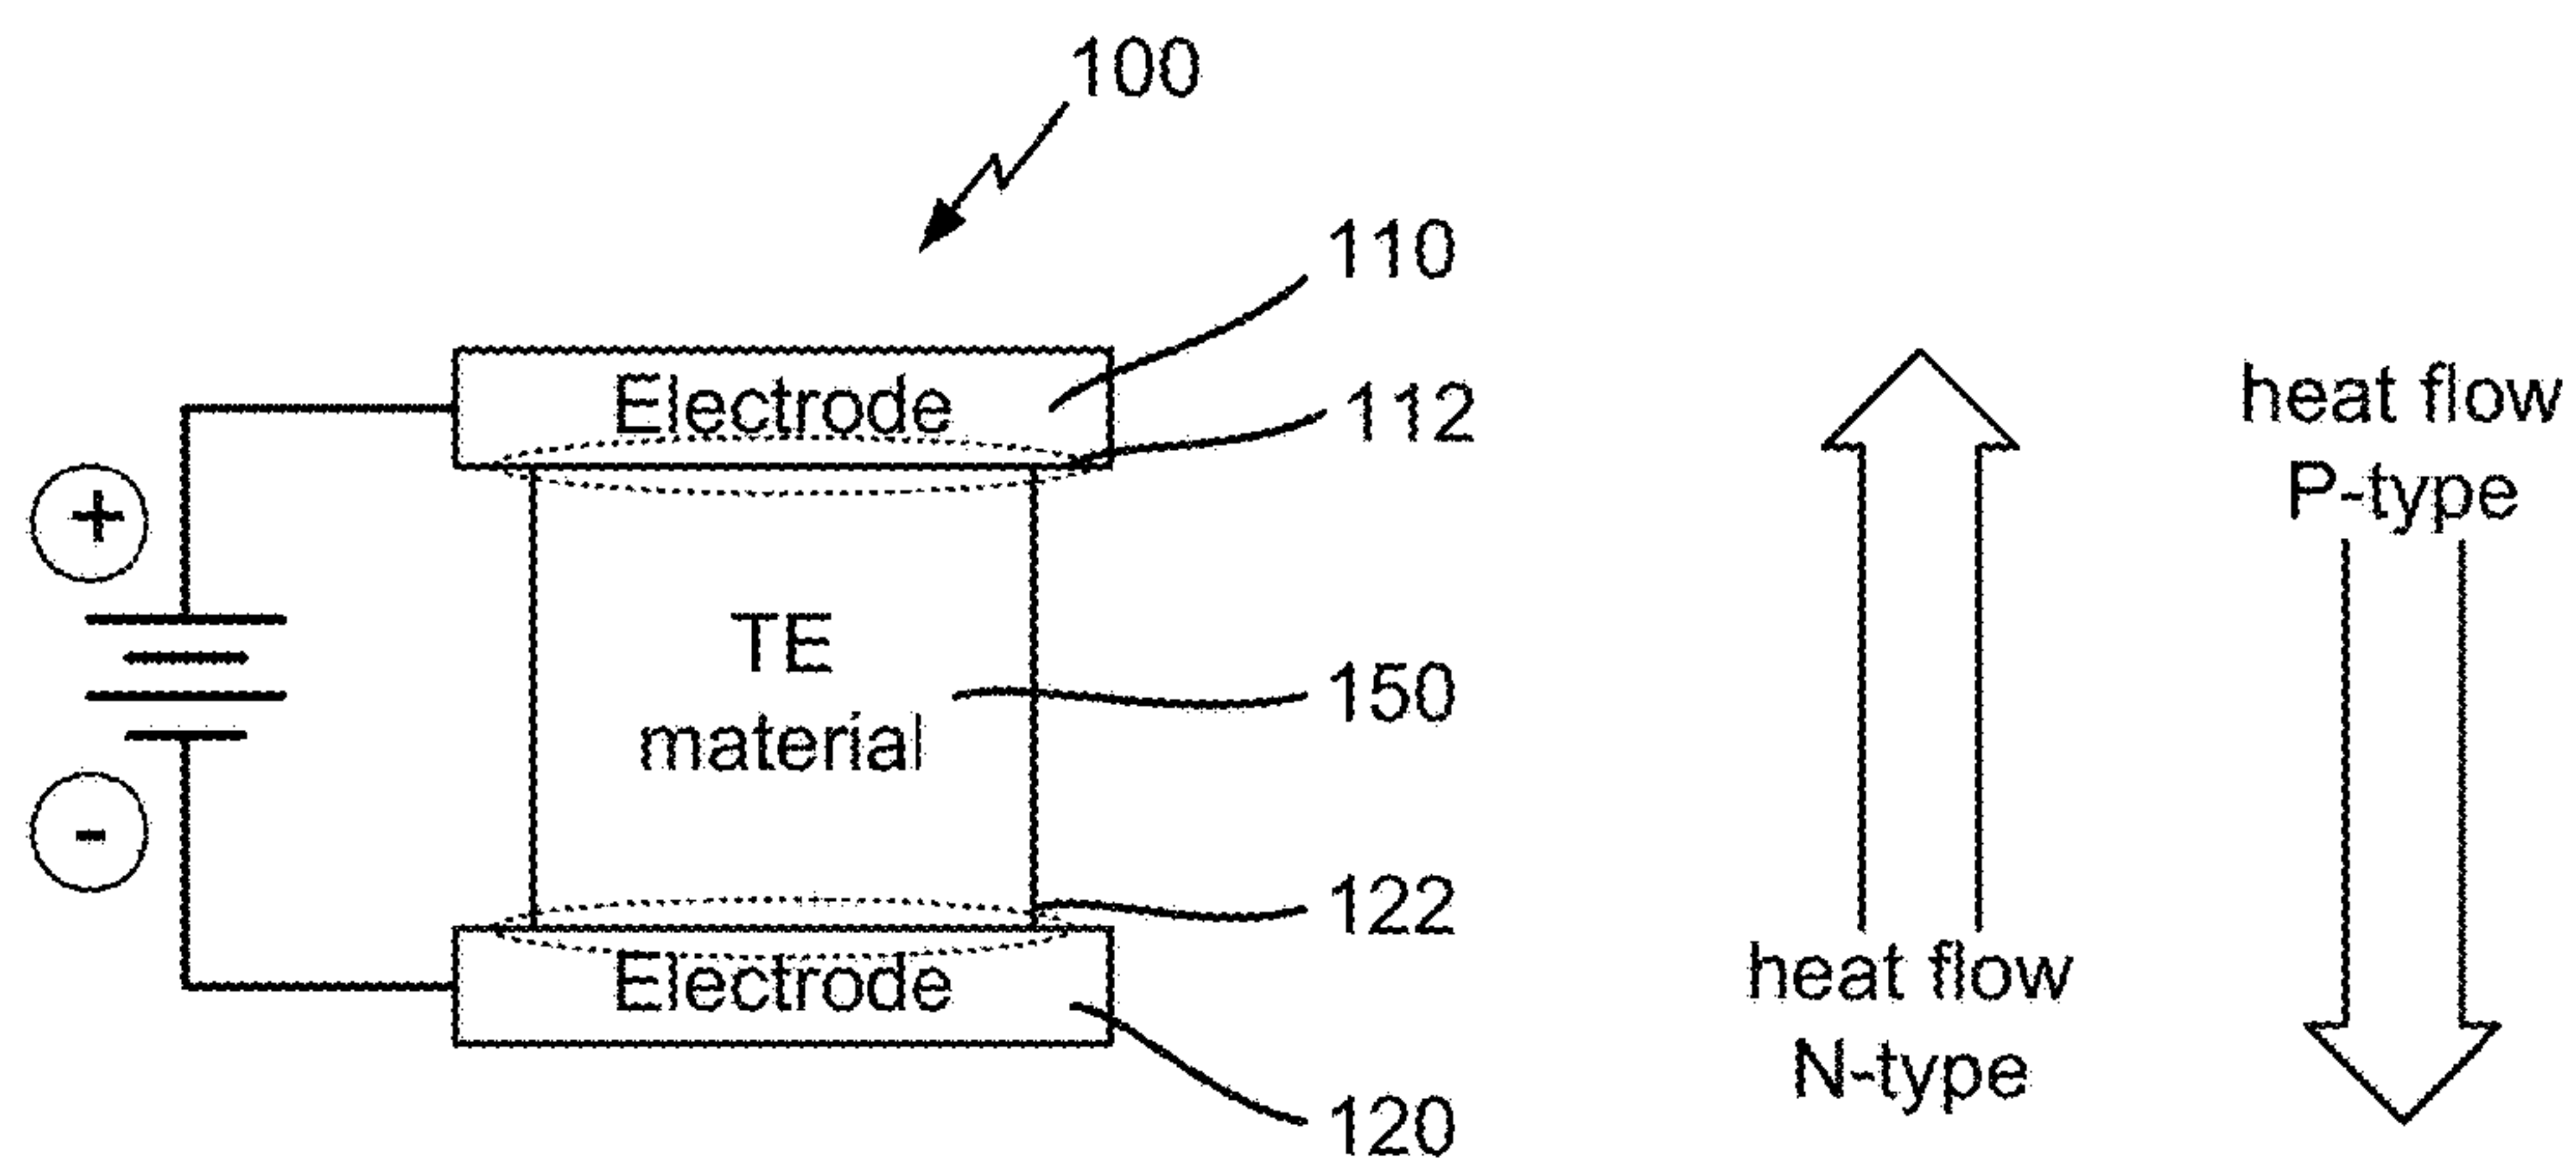 100
110
Electrode
112
heat flow
P-type
+
TE
material
150
-
122
Electrode
heat flow
N-type
120